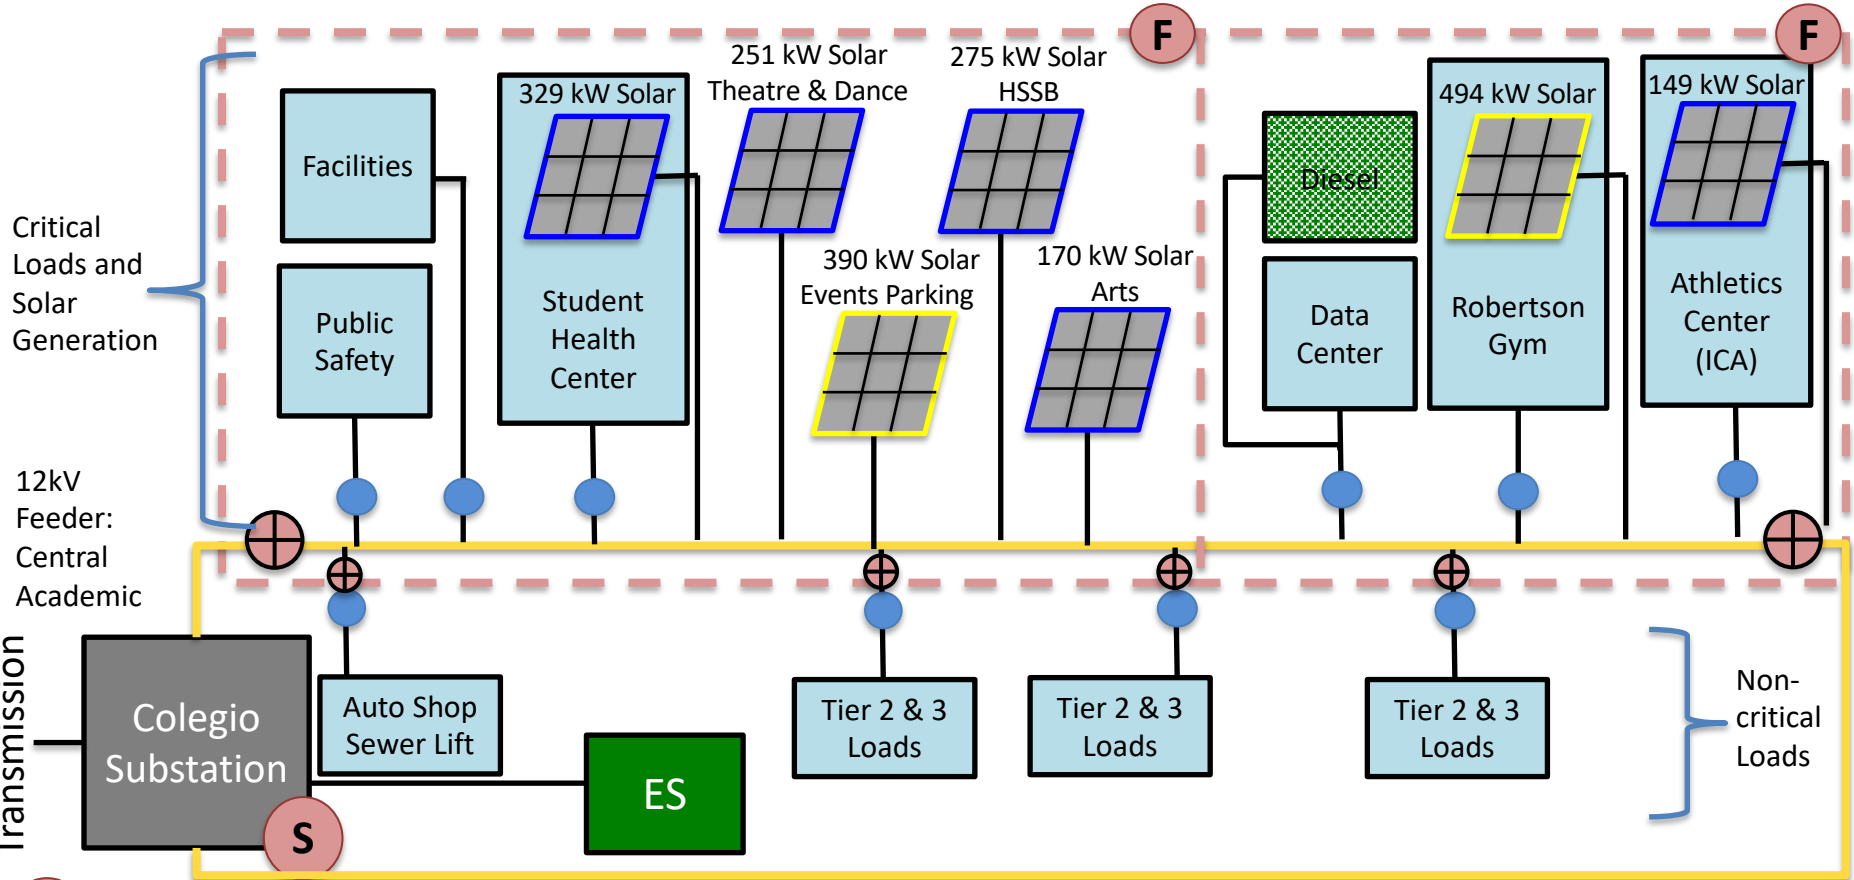 F
F
251 kW Solar
Theatre & Dance
275 kW Solar
HSSB
329 kW Solar
494 kW Solar
149 kW Solar
Facilities
Diesel
Critical
Loads and
Solar
Generation
390 kW Solar
Events Parking
170 kW Solar
Arts
Public
Safety
Student
Health
Center
Data
Center
Robertson
Gym
Athletics
Center
(ICA)
12kV
Feeder:
Central
Academic
Transmission
Colegio
Substation
S
Auto Shop
Sewer Lift
ES
Tier 2 & 3
Loads
Tier 2 & 3
Loads
Tier 2 & 3
Loads
Non-
critical
Loads